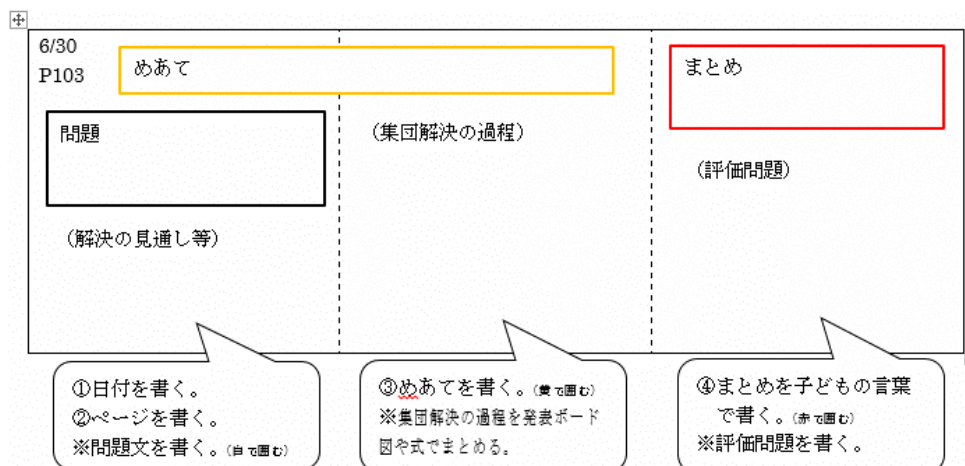 6/30
P103
めあて
問題
(解決の見通し等)
(集団解決の過程)
まとめ
(評価問題)
①日付を書く。
②ページを書く。
※問題文を書く。(白で囲む)
③めあてを書く。(黄で囲む)
※集団解決の過程を発表ボード
図や式でまとめる。
④まとめを子どもの言葉
で書く。(赤で囲む)
※評価問題を書く。